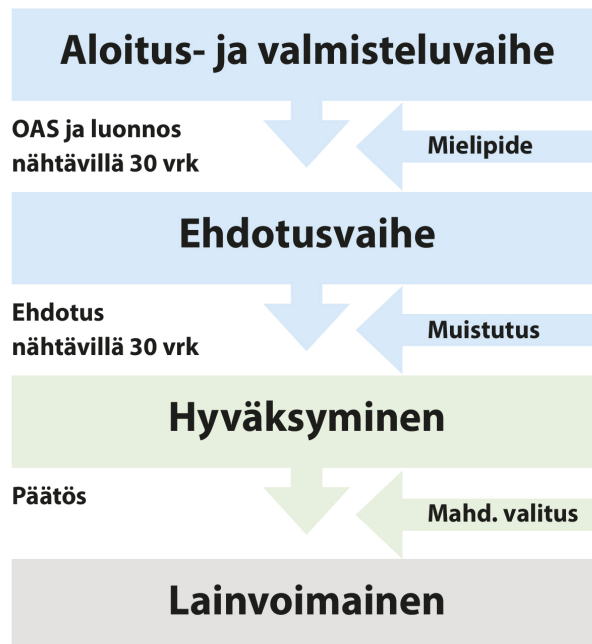 Aloitus- ja valmisteluvaihe
OAS ja luonnos
nähtävillä 30 vrk
Mielipide
Ehdotusvaihe
Ehdotus
nähtävillä 30 vrk
Muistutus
Hyväksyminen
Päätös
Mahd. valitus
Lainvoimainen